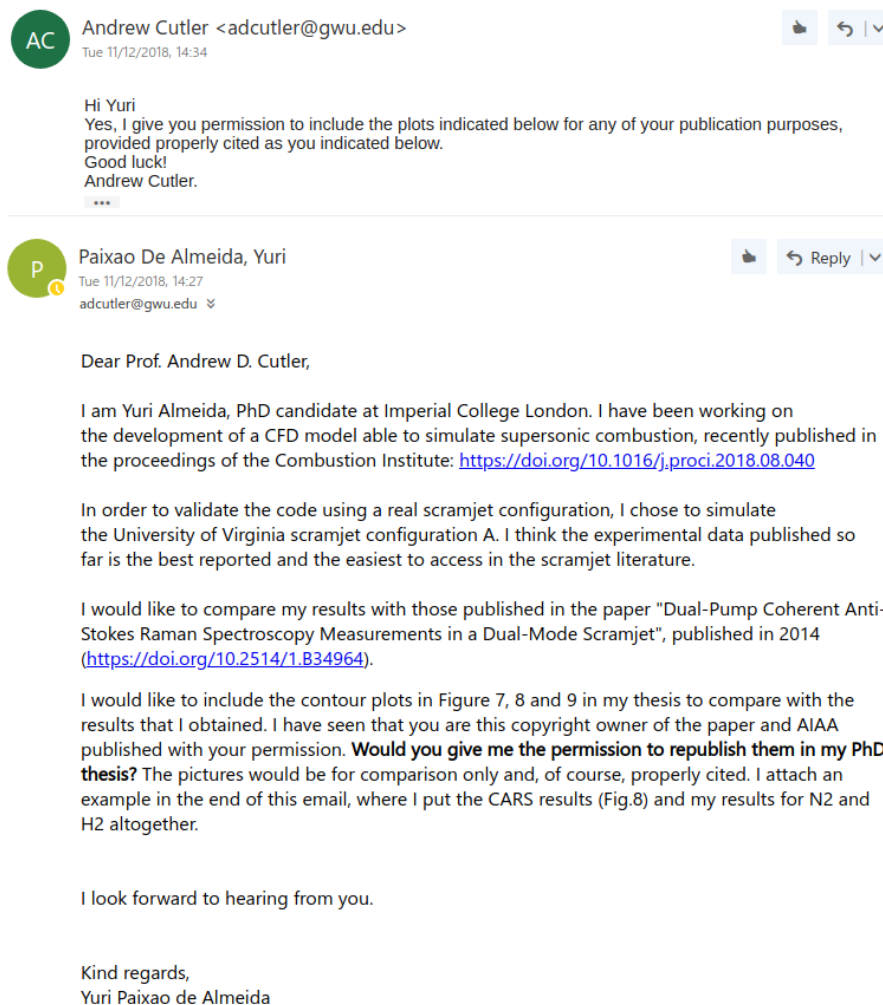 AC
Andrew Cutler <adcutler@gwu.edu>
Tue 11/12/2018, 14:34
Hi Yuri
Yes, I give you permission to include the plots indicated below for any of your publication purposes,
provided properly cited as you indicated below.
Good luck!
Andrew Cutler.
...
P
Paixao De Almeida, Yuri
Reply
Tue 11/12/2018, 14:27
adcutler@gwu.edu
Dear Prof. Andrew D. Cutler,
I am Yuri Almeida, PhD candidate at Imperial College London. I have been working on
the development of a CFD model able to simulate supersonic combustion, recently published in
the proceedings of the Combustion Institute: https://doi.org/10.1016/j.proci.2018.08.040
In order to validate the code using a real scramjet configuration, I chose to simulate
the University of Virginia scramjet configuration A. I think the experimental data published so
far is the best reported and the easiest to access in the scramjet literature.
I would like to compare my results with those published in the paper "Dual-Pump Coherent Anti-
Stokes Raman Spectroscopy Measurements in a Dual-Mode Scramjet", published in 2014
(https://doi.org/10.2514/1.B34964).
I would like to include the contour plots in Figure 7, 8 and 9 in my thesis to compare with the
results that I obtained. I have seen that you are this copyright owner of the paper and AIAA
published with your permission. Would you give me the permission to republish them in my PhD
thesis? The pictures would be for comparison only and, of course, properly cited. I attach an
example in the end of this email, where I put the CARS results (Fig.8) and my results for N2 and
H2 altogether.
I look forward to hearing from you.
Kind regards,
Yuri Paixao de Almeida